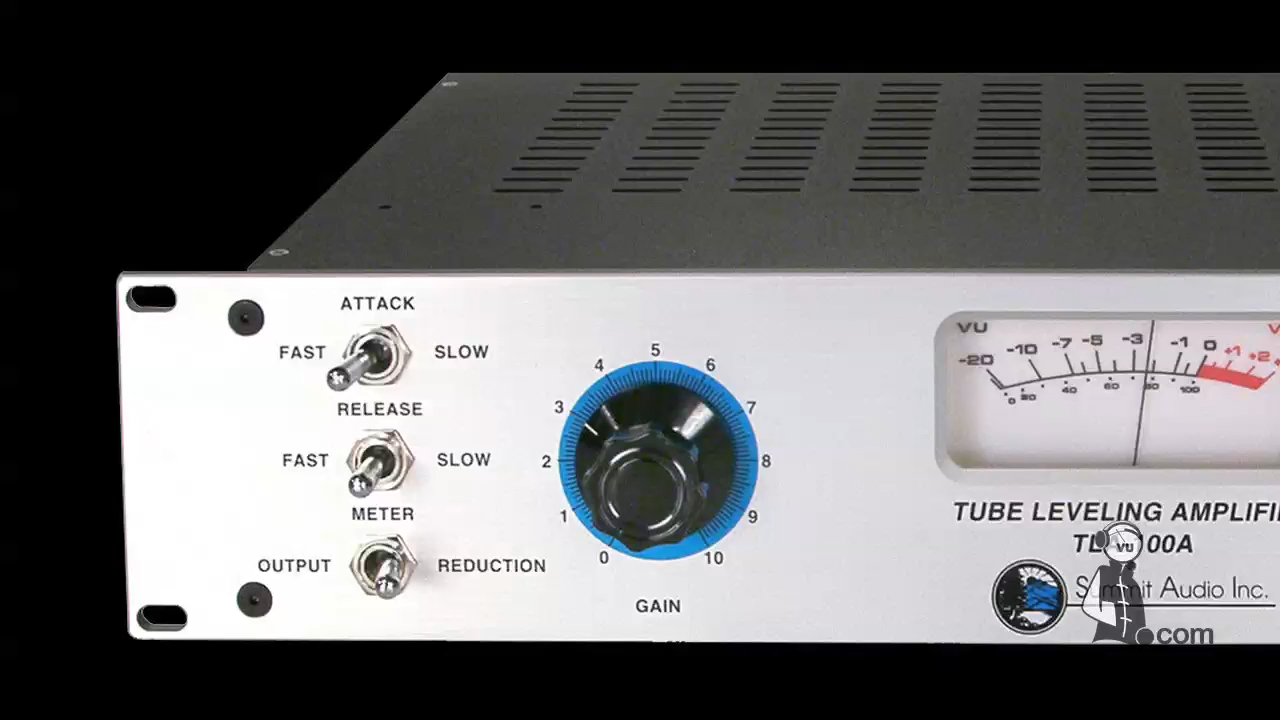 ATTACK
FAST SLOW
RELEASE
FAST SLOW
METER
OUTPUT REDUCTION
0 1 2 3 4 5 6 7 8 9 10
GAIN
VU
-20 -10 -7 -5 -3 -1 0 +1 +2
0 20 40 60 80 100
TUBE LEVELING
VU
Audio Inc.
.com